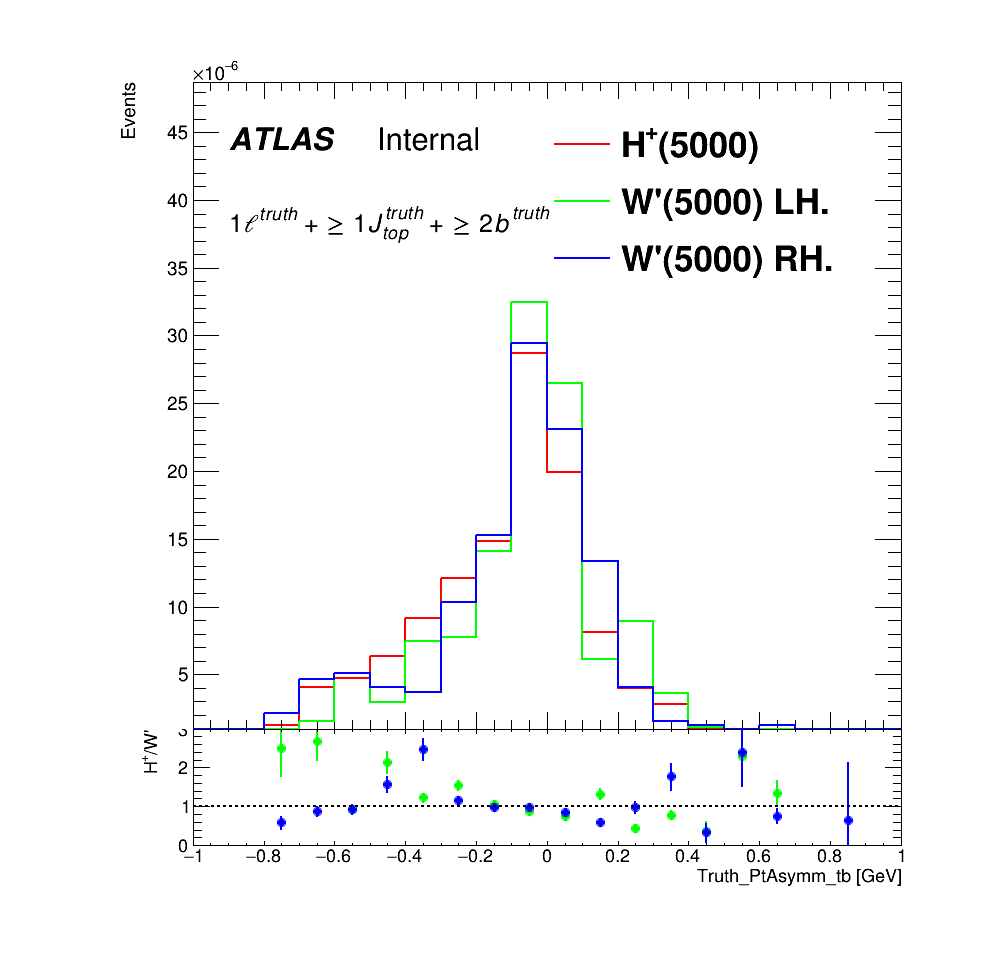 ×10⁻⁶
Events
ATLAS Internal
1ℓ^truth + ≥ 1J_top^truth + ≥ 2b^truth
H⁺(5000)
W'(5000) LH.
W'(5000) RH.
45
40
35
30
25
20
15
10
5
H⁺/W'
3
2
1
0
−1 −0.8 −0.6 −0.4 −0.2 0 0.2 0.4 0.6 0.8 1
Truth_PtAsymm_tb [GeV]